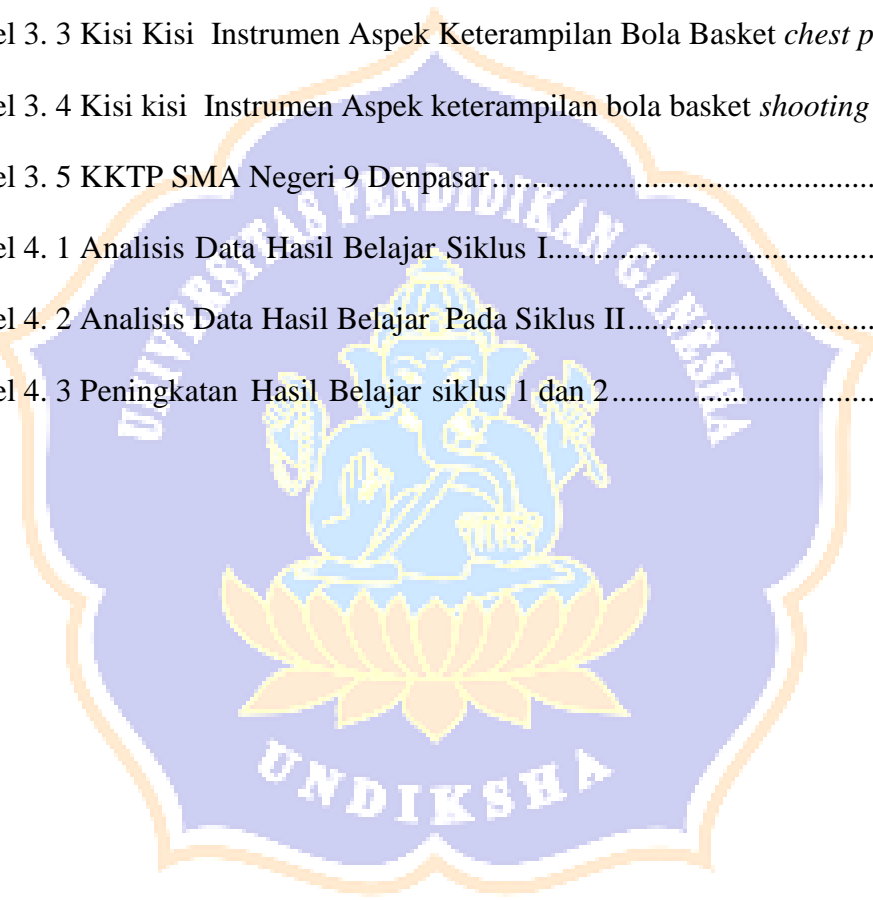 el 3. 3 Kisi Kisi Instrumen Aspek Keterampilan Bola Basket chest p
el 3. 4 Kisi kisi Instrumen Aspek keterampilan bola basket shooting
el 3. 5 KKTP SMA Negeri 9 Denpasar....................................................
el 4. 1 Analisis Data Hasil Belajar Siklus I............................................
el 4. 2 Analisis Data Hasil Belajar Pada Siklus II..................................
el 4. 3 Peningkatan Hasil Belajar siklus 1 dan 2....................................
UNIVERSITAS PENDIDIKAN GANESHA
UNDIKSHA